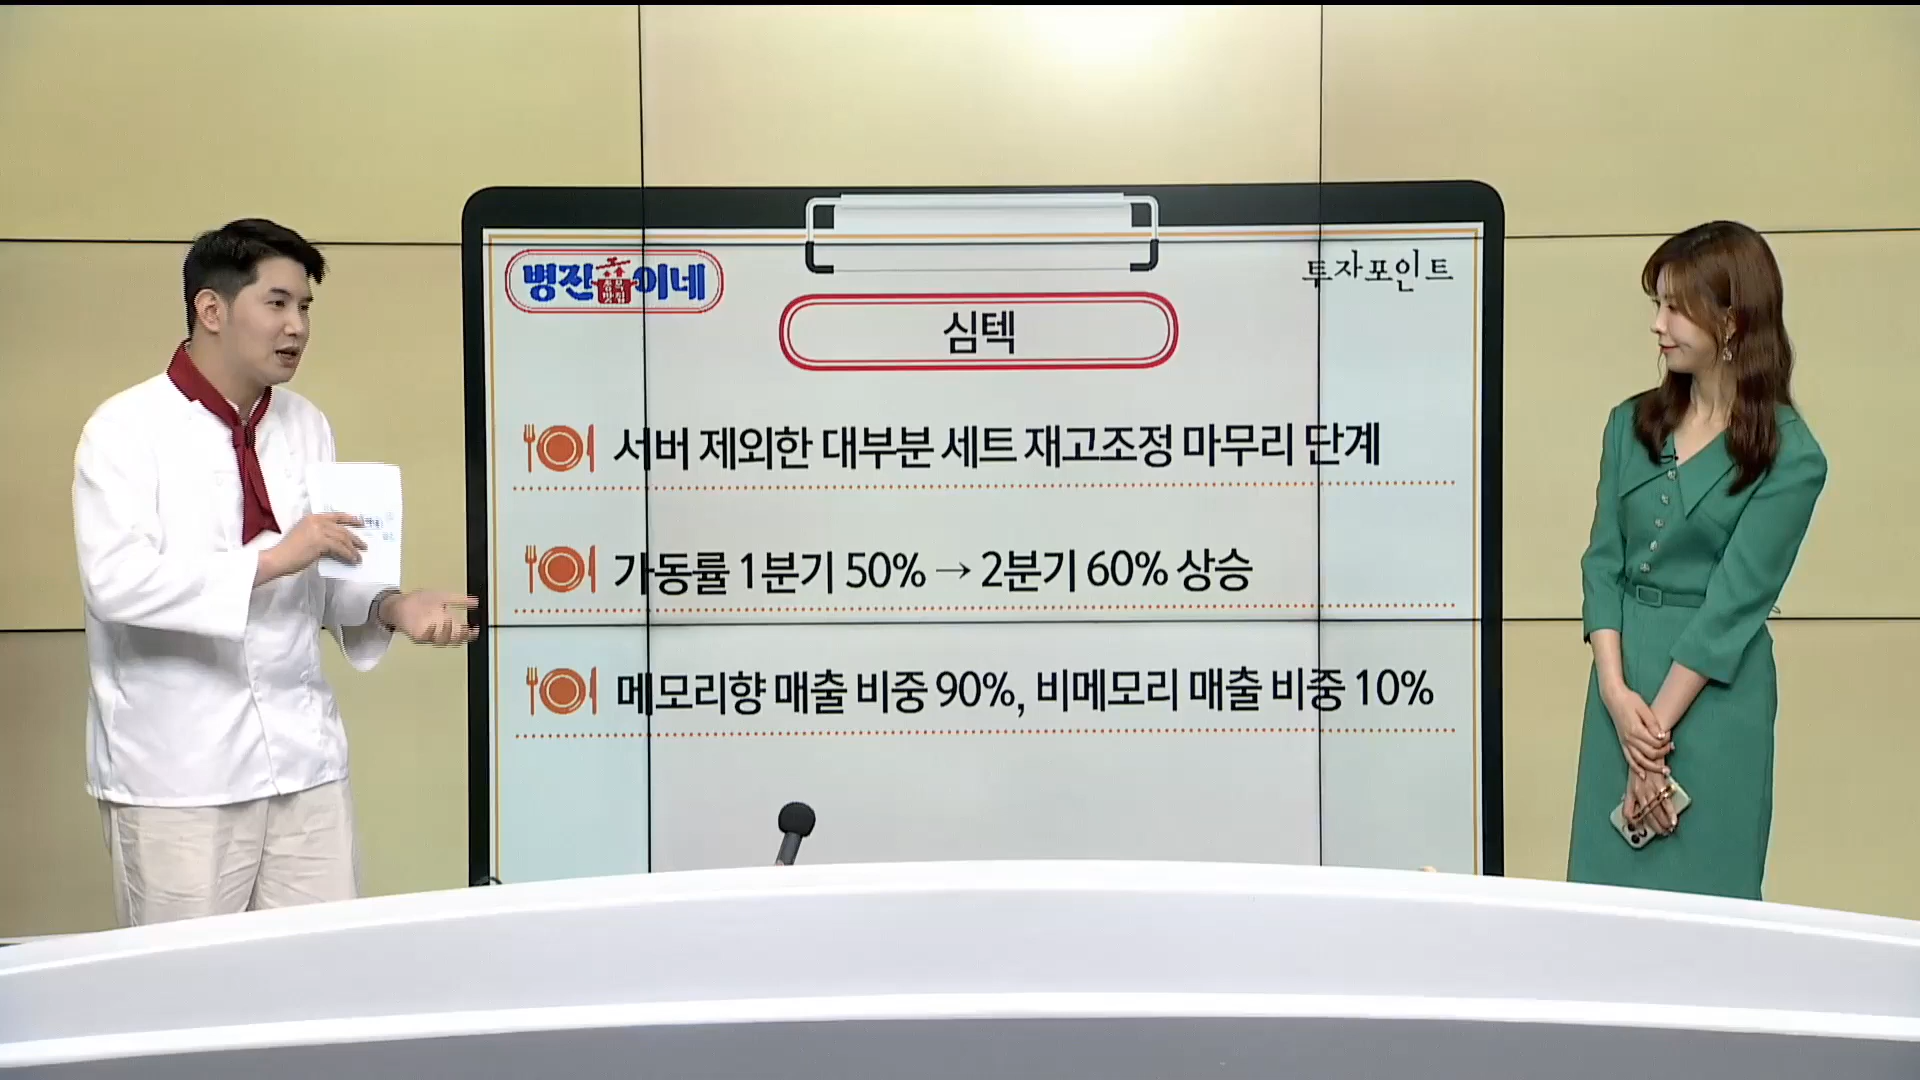 병진이네
맛집
투자포인트
심텍
서버 제외한 대부분 세트 재고조정 마무리 단계
가동률 1분기 50% → 2분기 60% 상승
메모리향 매출 비중 90%, 비메모리 매출 비중 10%